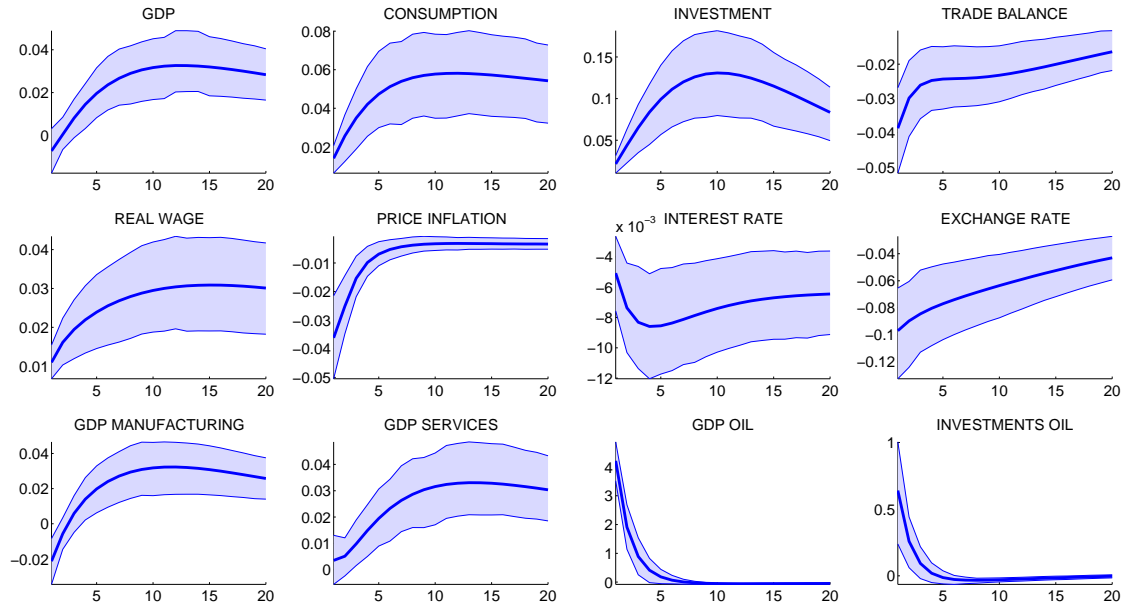 GDP
0.04
0.02
0
5 10 15 20
CONSUMPTION
0.08
0.06
0.04
0.02
5 10 15 20
INVESTMENT
0.15
0.1
0.05
5 10 15 20
TRADE BALANCE
−0.02
−0.03
−0.04
−0.05
5 10 15 20
REAL WAGE
0.04
0.03
0.02
0.01
5 10 15 20
PRICE INFLATION
−0.01
−0.02
−0.03
−0.04
−0.05
5 10 15 20
x 10⁻³ INTEREST RATE
−4
−6
−8
−10
−12
5 10 15 20
EXCHANGE RATE
−0.04
−0.06
−0.08
−0.1
−0.12
5 10 15 20
GDP MANUFACTURING
0.04
0.02
0
−0.02
5 10 15 20
GDP SERVICES
0.04
0.03
0.02
0.01
0
5 10 15 20
GDP OIL
4
3
2
1
0
5 10 15 20
INVESTMENTS OIL
1
0.5
0
5 10 15 20